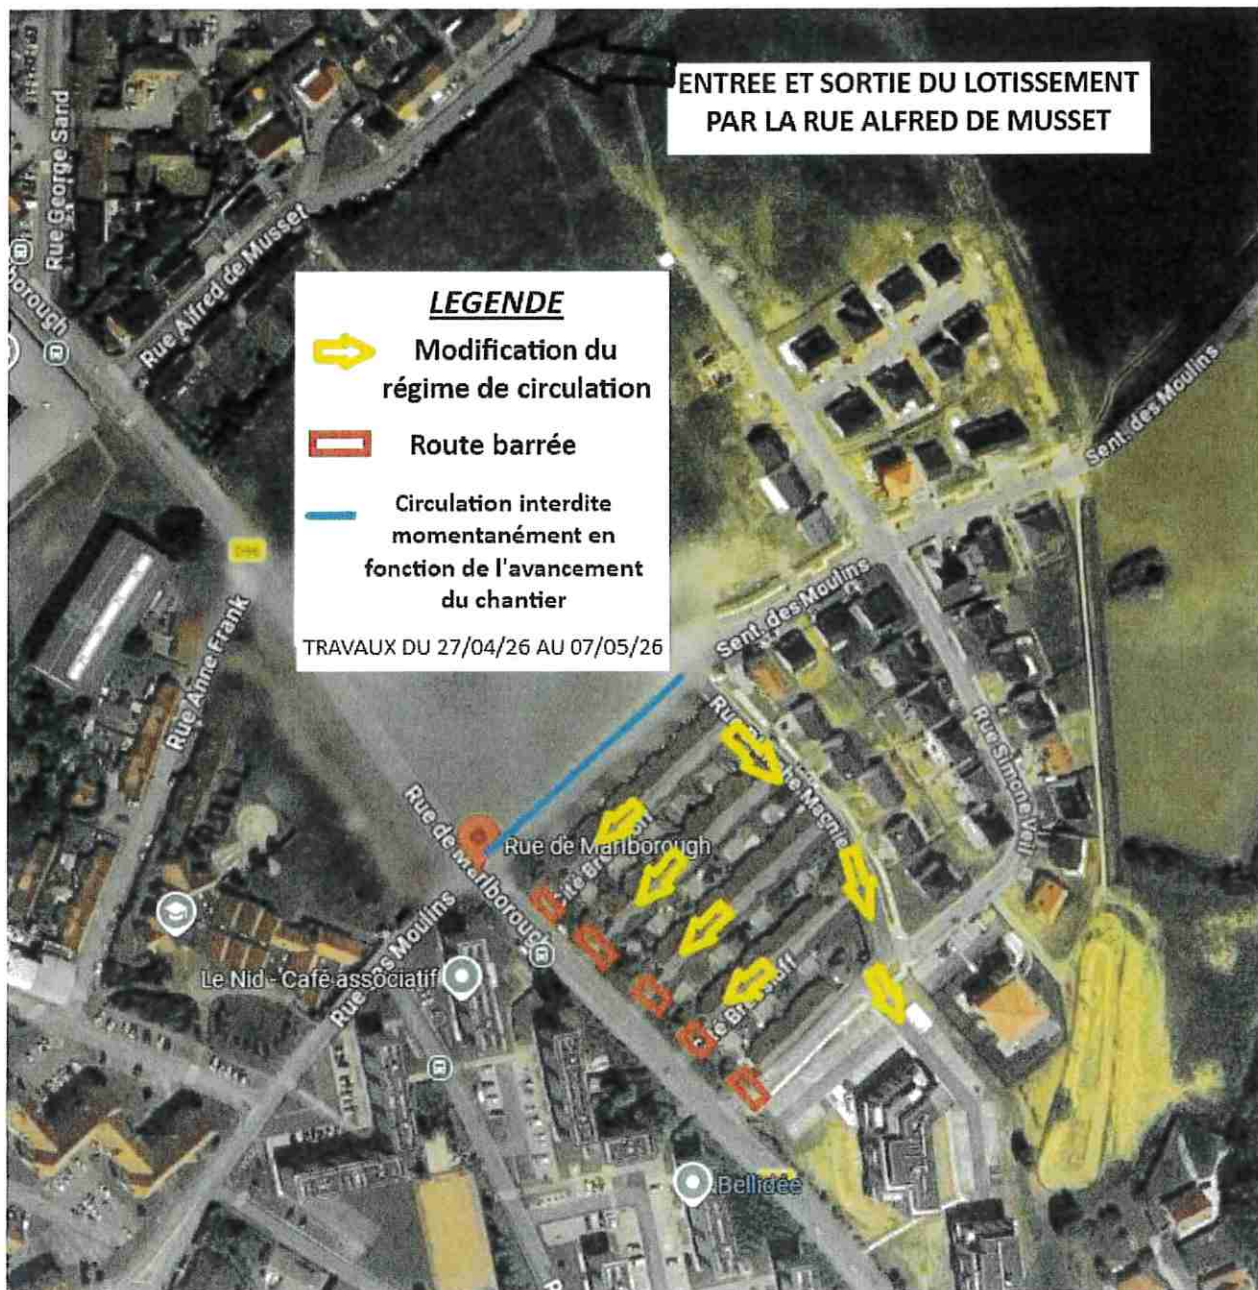 ENTREE ET SORTIE DU LOTISSEMENT
PAR LA RUE ALFRED DE MUSSET
Rue George Sand
borough
Rue Alfred de Musset
LEGENDE
Modification du
régime de circulation
Route barrée
Circulation interdite
momentanément en
fonction de l'avancement
du chantier
TRAVAUX DU 27/04/26 AU 07/05/26
Sent. des Moulins
Sent. des Moulins
Rue Anne Frank
Rue Simone Veil
Rue de Marlborough
Rue de Marlborough
Le Nid - Café associatif
Moulins
Bellidée